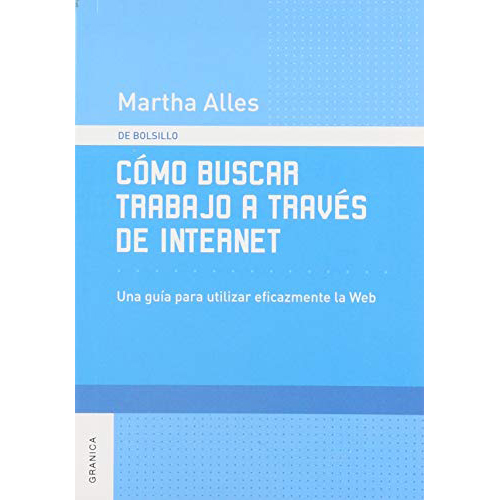 Martha Alles
DE BOLSILLO
CÓMO BUSCAR
TRABAJO A TRAVÉS
DE INTERNET
Una guía para utilizar eficazmente la Web
GRANICA